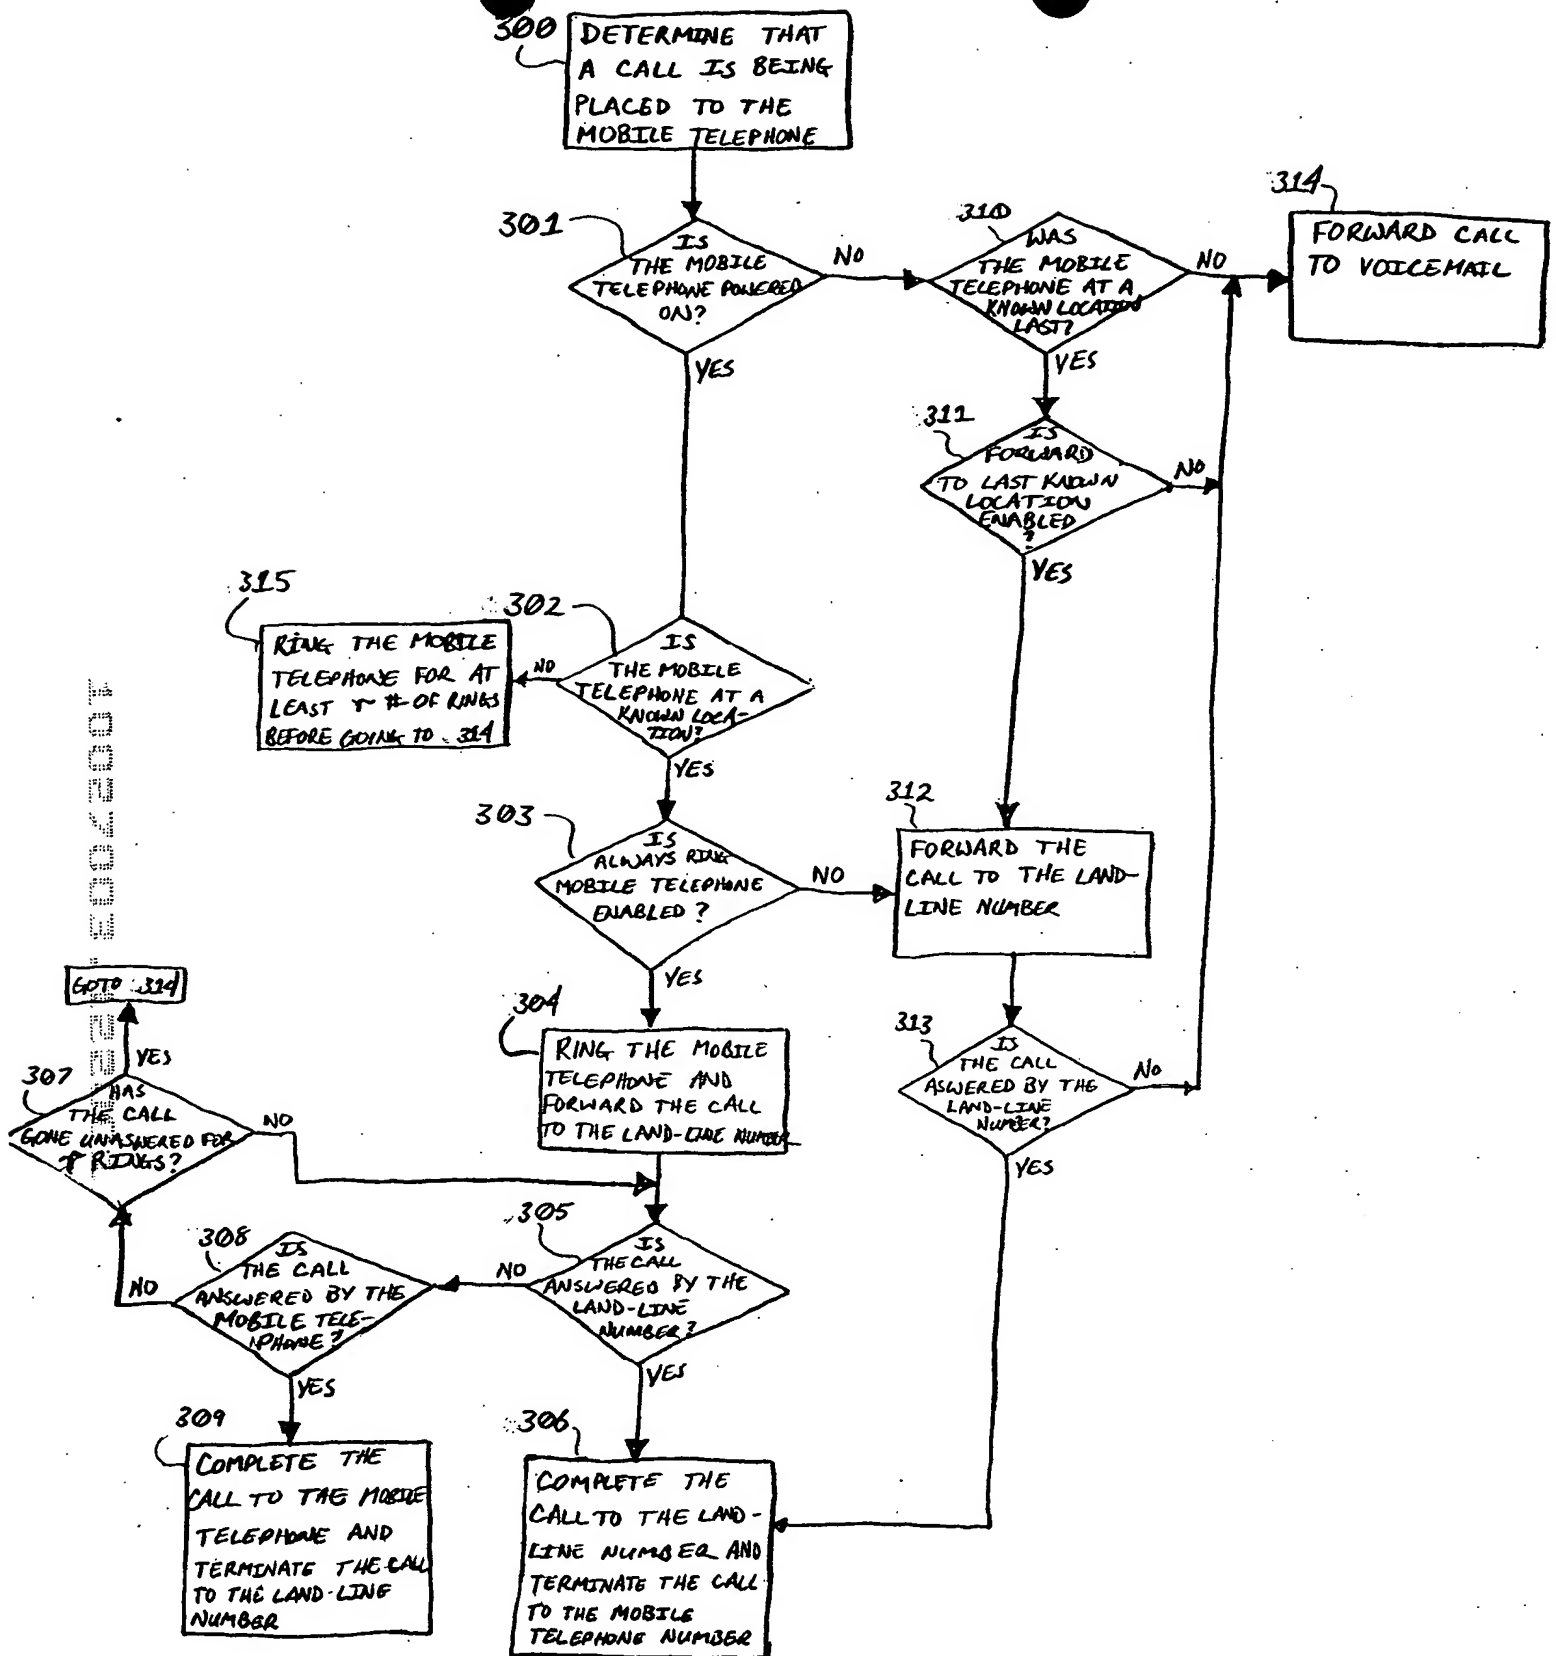 300
DETERMINE THAT
A CALL IS BEING
PLACED TO THE
MOBILE TELEPHONE
301
IS
THE MOBILE
TELEPHONE POWERED
ON?
NO
YES
310
WAS
THE MOBILE
TELEPHONE AT A
KNOWN LOCATION
LAST?
NO
YES
314
FORWARD CALL
TO VOICEMAIL
311
IS
FORWARD
TO LAST KNOWN
LOCATION
ENABLED
?
NO
YES
315
RING THE MOBILE
TELEPHONE FOR AT
LEAST r # OF RINGS
BEFORE GOING TO 314
302
IS
THE MOBILE
TELEPHONE AT A
KNOWN LOCA-
TION?
NO
YES
303
IS
ALWAYS RING
MOBILE TELEPHONE
ENABLED?
NO
YES
312
FORWARD THE
CALL TO THE LAND-
LINE NUMBER
304
RING THE MOBILE
TELEPHONE AND
FORWARD THE CALL
TO THE LAND-LINE NUMBER
313
IS
THE CALL
ASWERED BY THE
LAND-LINE
NUMBER?
NO
YES
GOTO 314
YES
307
HAS
THE CALL
GONE UNASWERED FOR
r RINGS?
NO
305
IS
THE CALL
ANSWERED BY THE
LAND-LINE
NUMBER?
NO
YES
308
IS
THE CALL
ANSWERED BY THE
MOBILE TELE-
PHONE?
NO
YES
309
COMPLETE THE
CALL TO THE MOBILE
TELEPHONE AND
TERMINATE THE CALL
TO THE LAND-LINE
NUMBER
306
COMPLETE THE
CALL TO THE LAND-
LINE NUMBER AND
TERMINATE THE CALL
TO THE MOBILE
TELEPHONE NUMBER